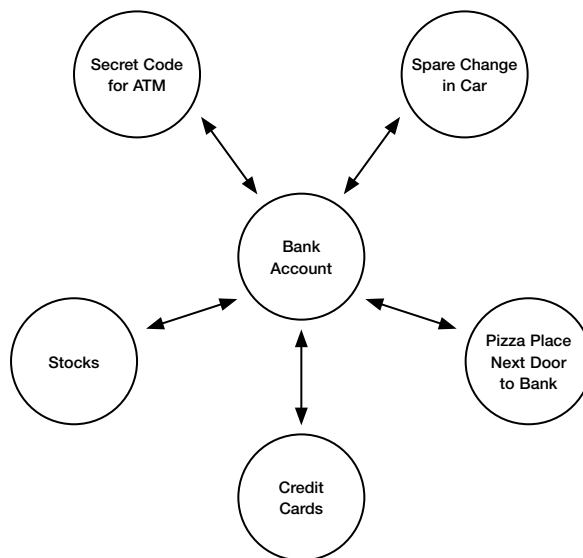 Secret Code
for ATM
Spare Change
in Car
Bank
Account
Stocks
Pizza Place
Next Door
to Bank
Credit
Cards